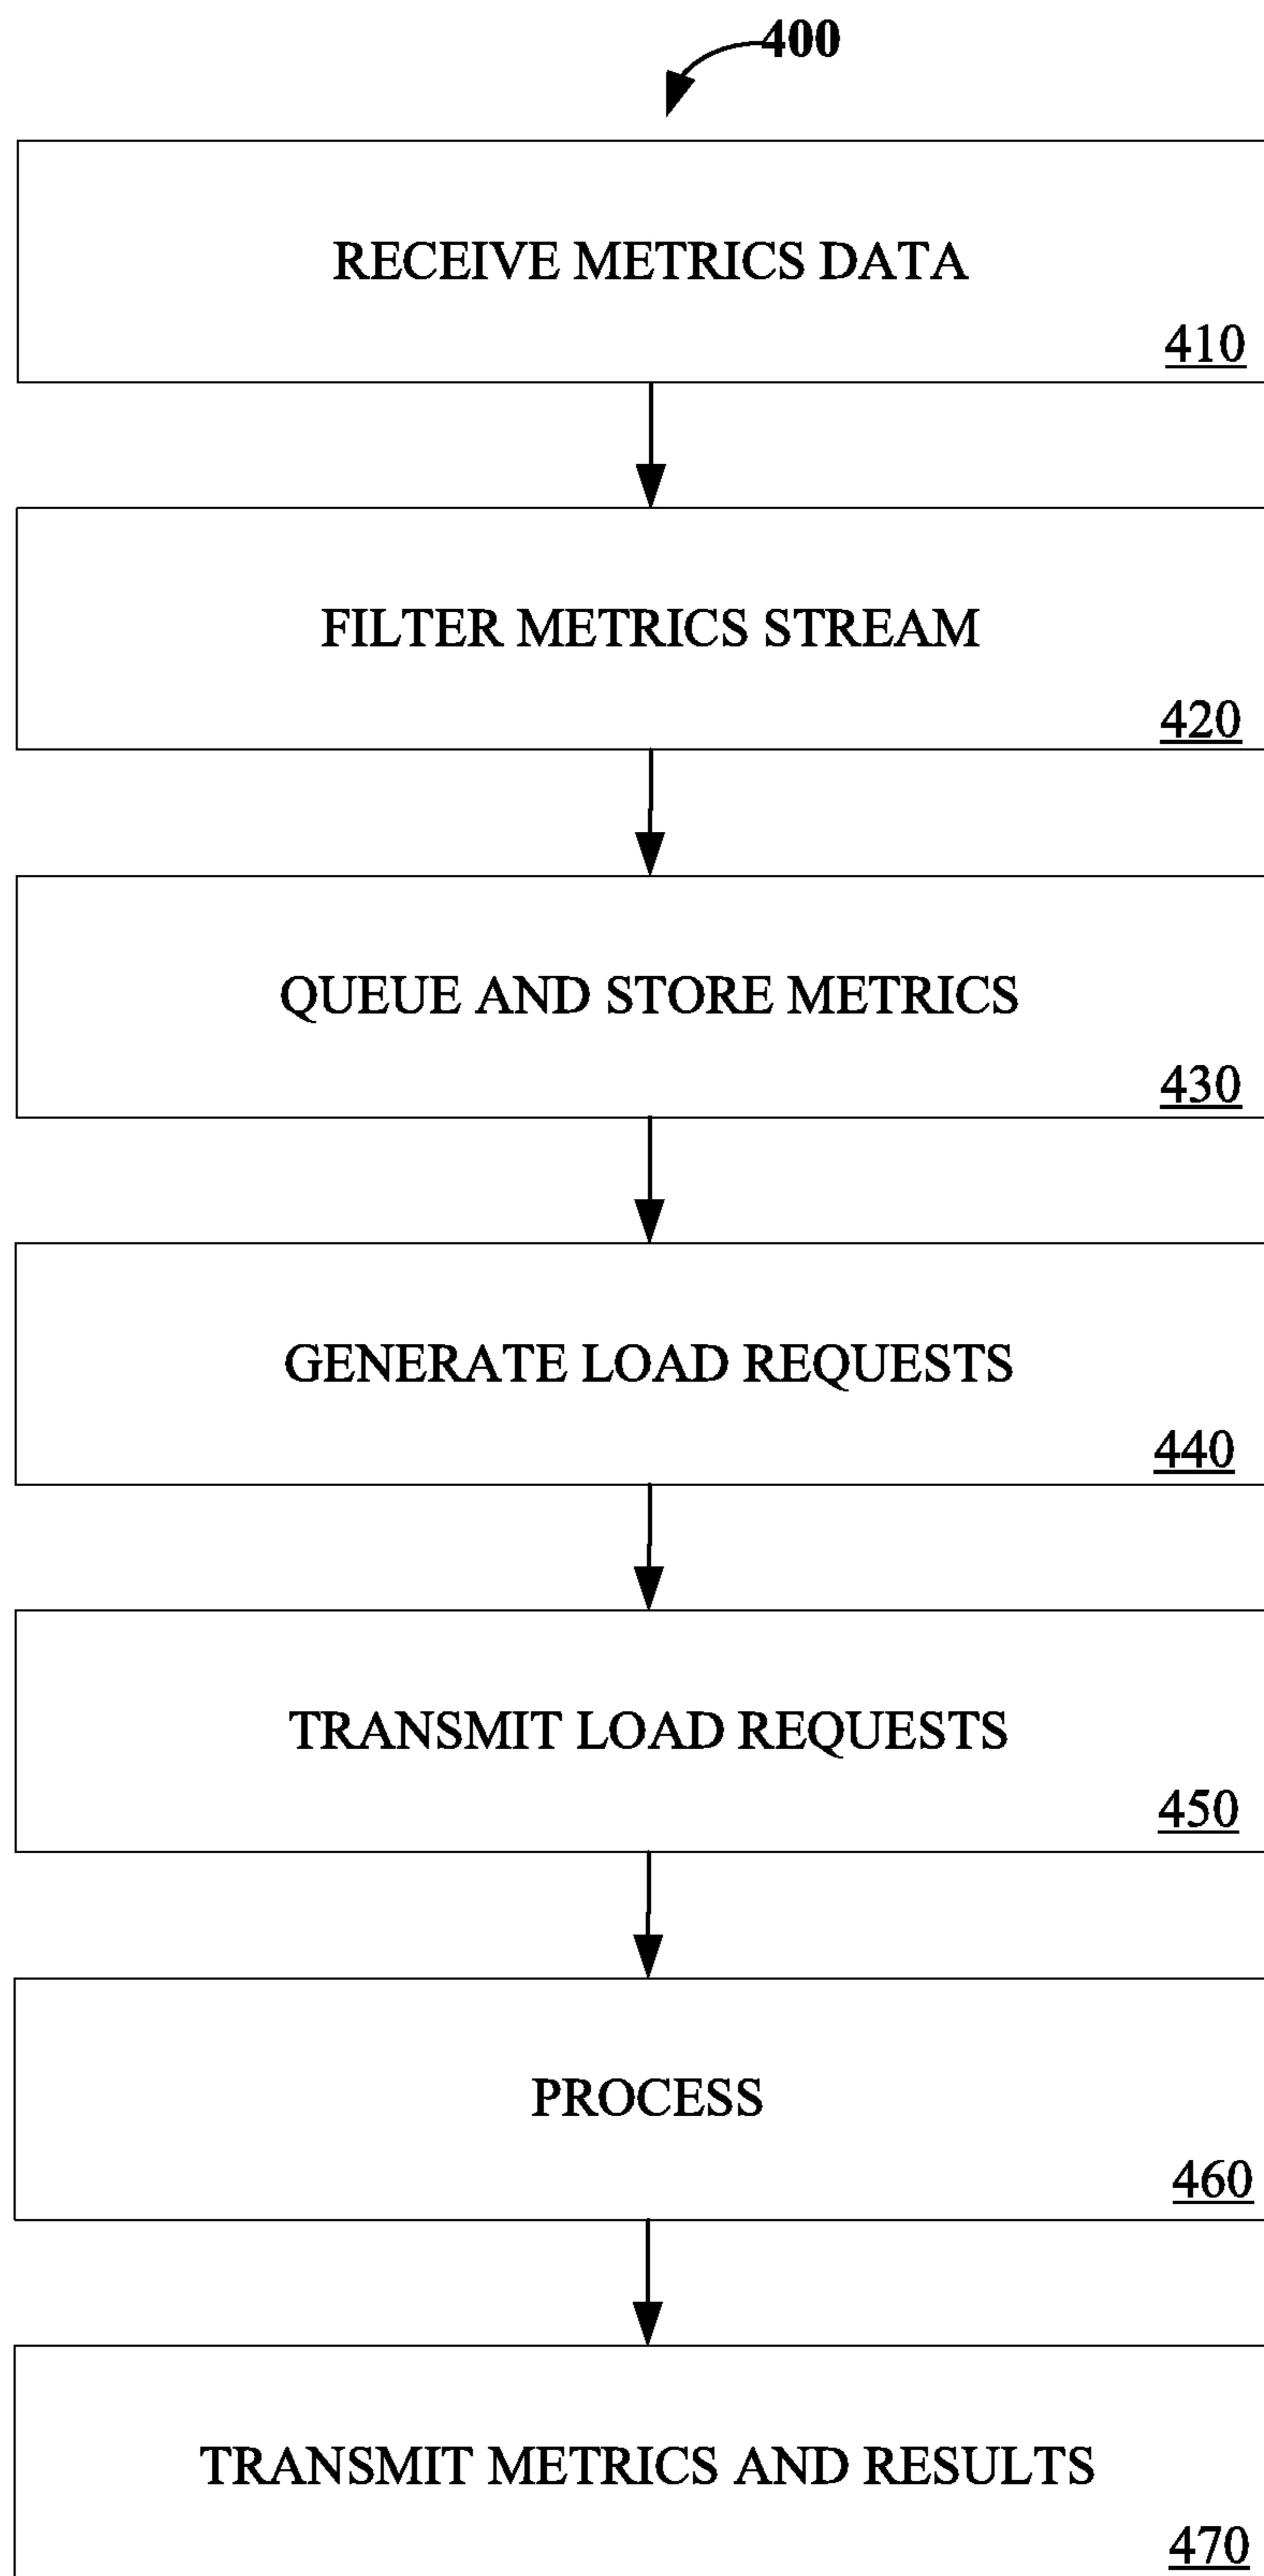 400
RECEIVE METRICS DATA
410
FILTER METRICS STREAM
420
QUEUE AND STORE METRICS
430
GENERATE LOAD REQUESTS
440
TRANSMIT LOAD REQUESTS
450
PROCESS
460
TRANSMIT METRICS AND RESULTS
470